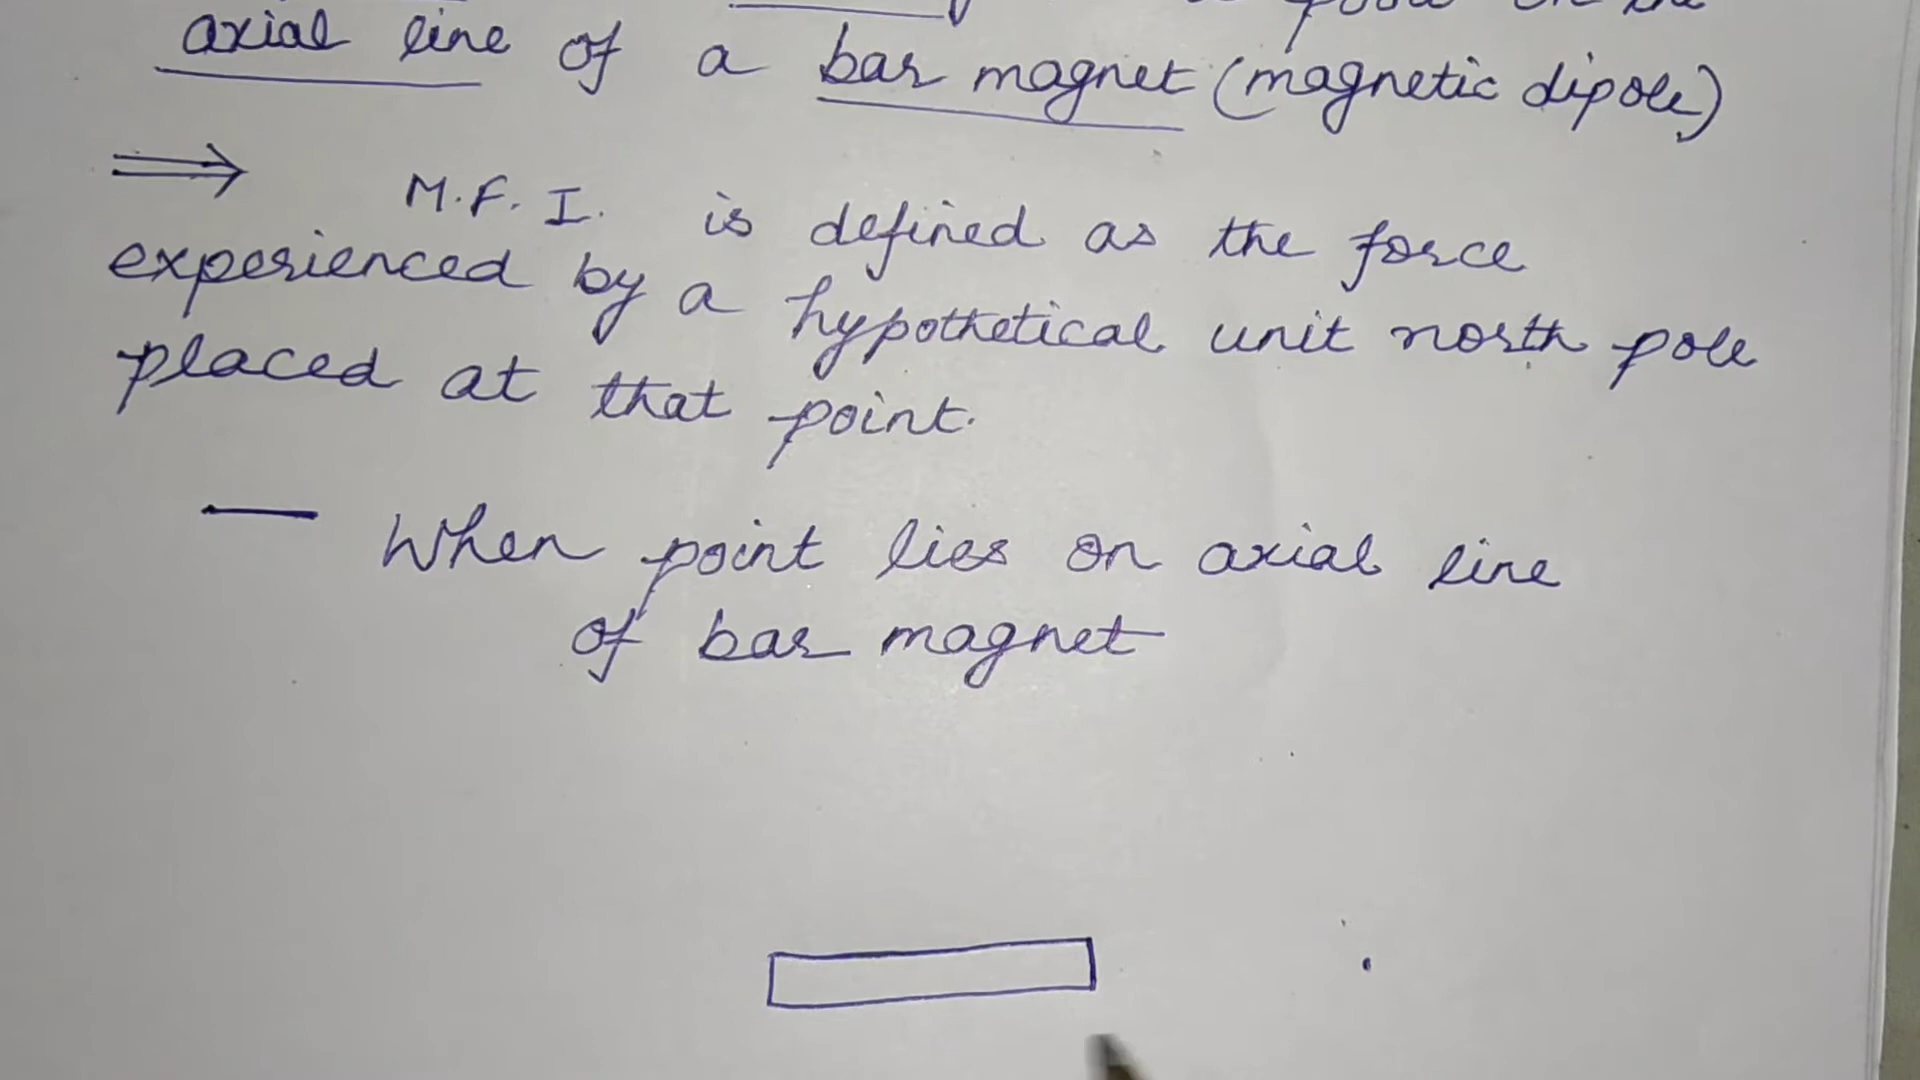 axial line of a bar magnet (magnetic dipole)
⟹ M.F.I. is defined as the force
experienced by a hypothetical unit north pole
placed at that point.
— When point lies on axial line
of bar magnet